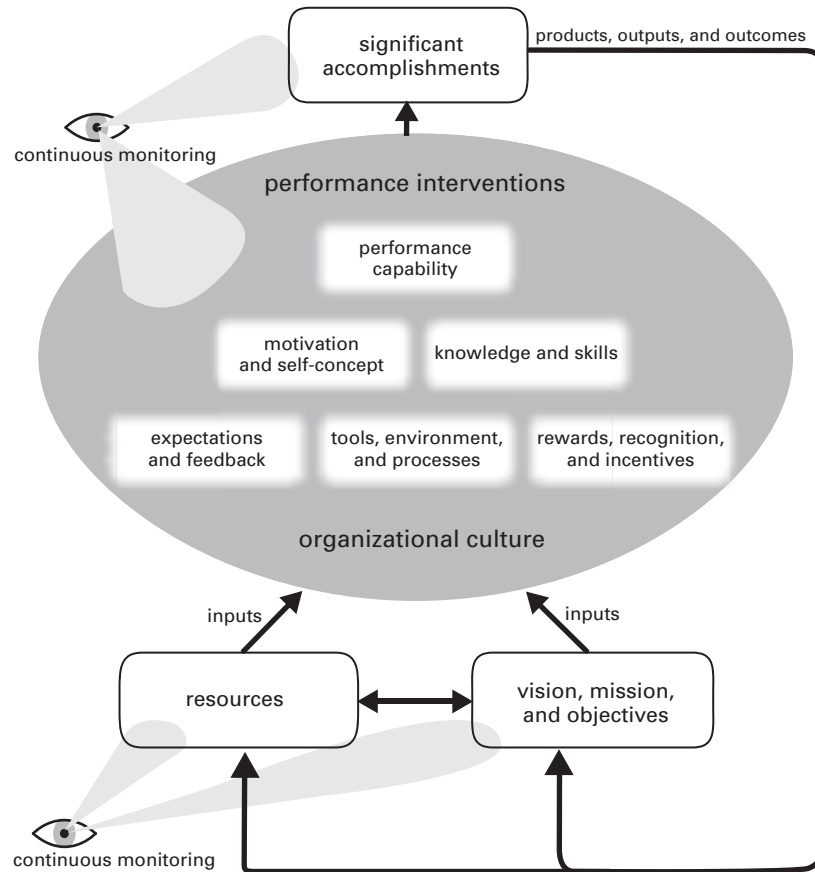 significant
accomplishments
products, outputs, and outcomes
continuous monitoring
performance interventions
performance
capability
motivation
and self-concept
knowledge and skills
expectations
and feedback
tools, environment,
and processes
rewards, recognition,
and incentives
organizational culture
inputs
inputs
resources
vision, mission,
and objectives
continuous monitoring